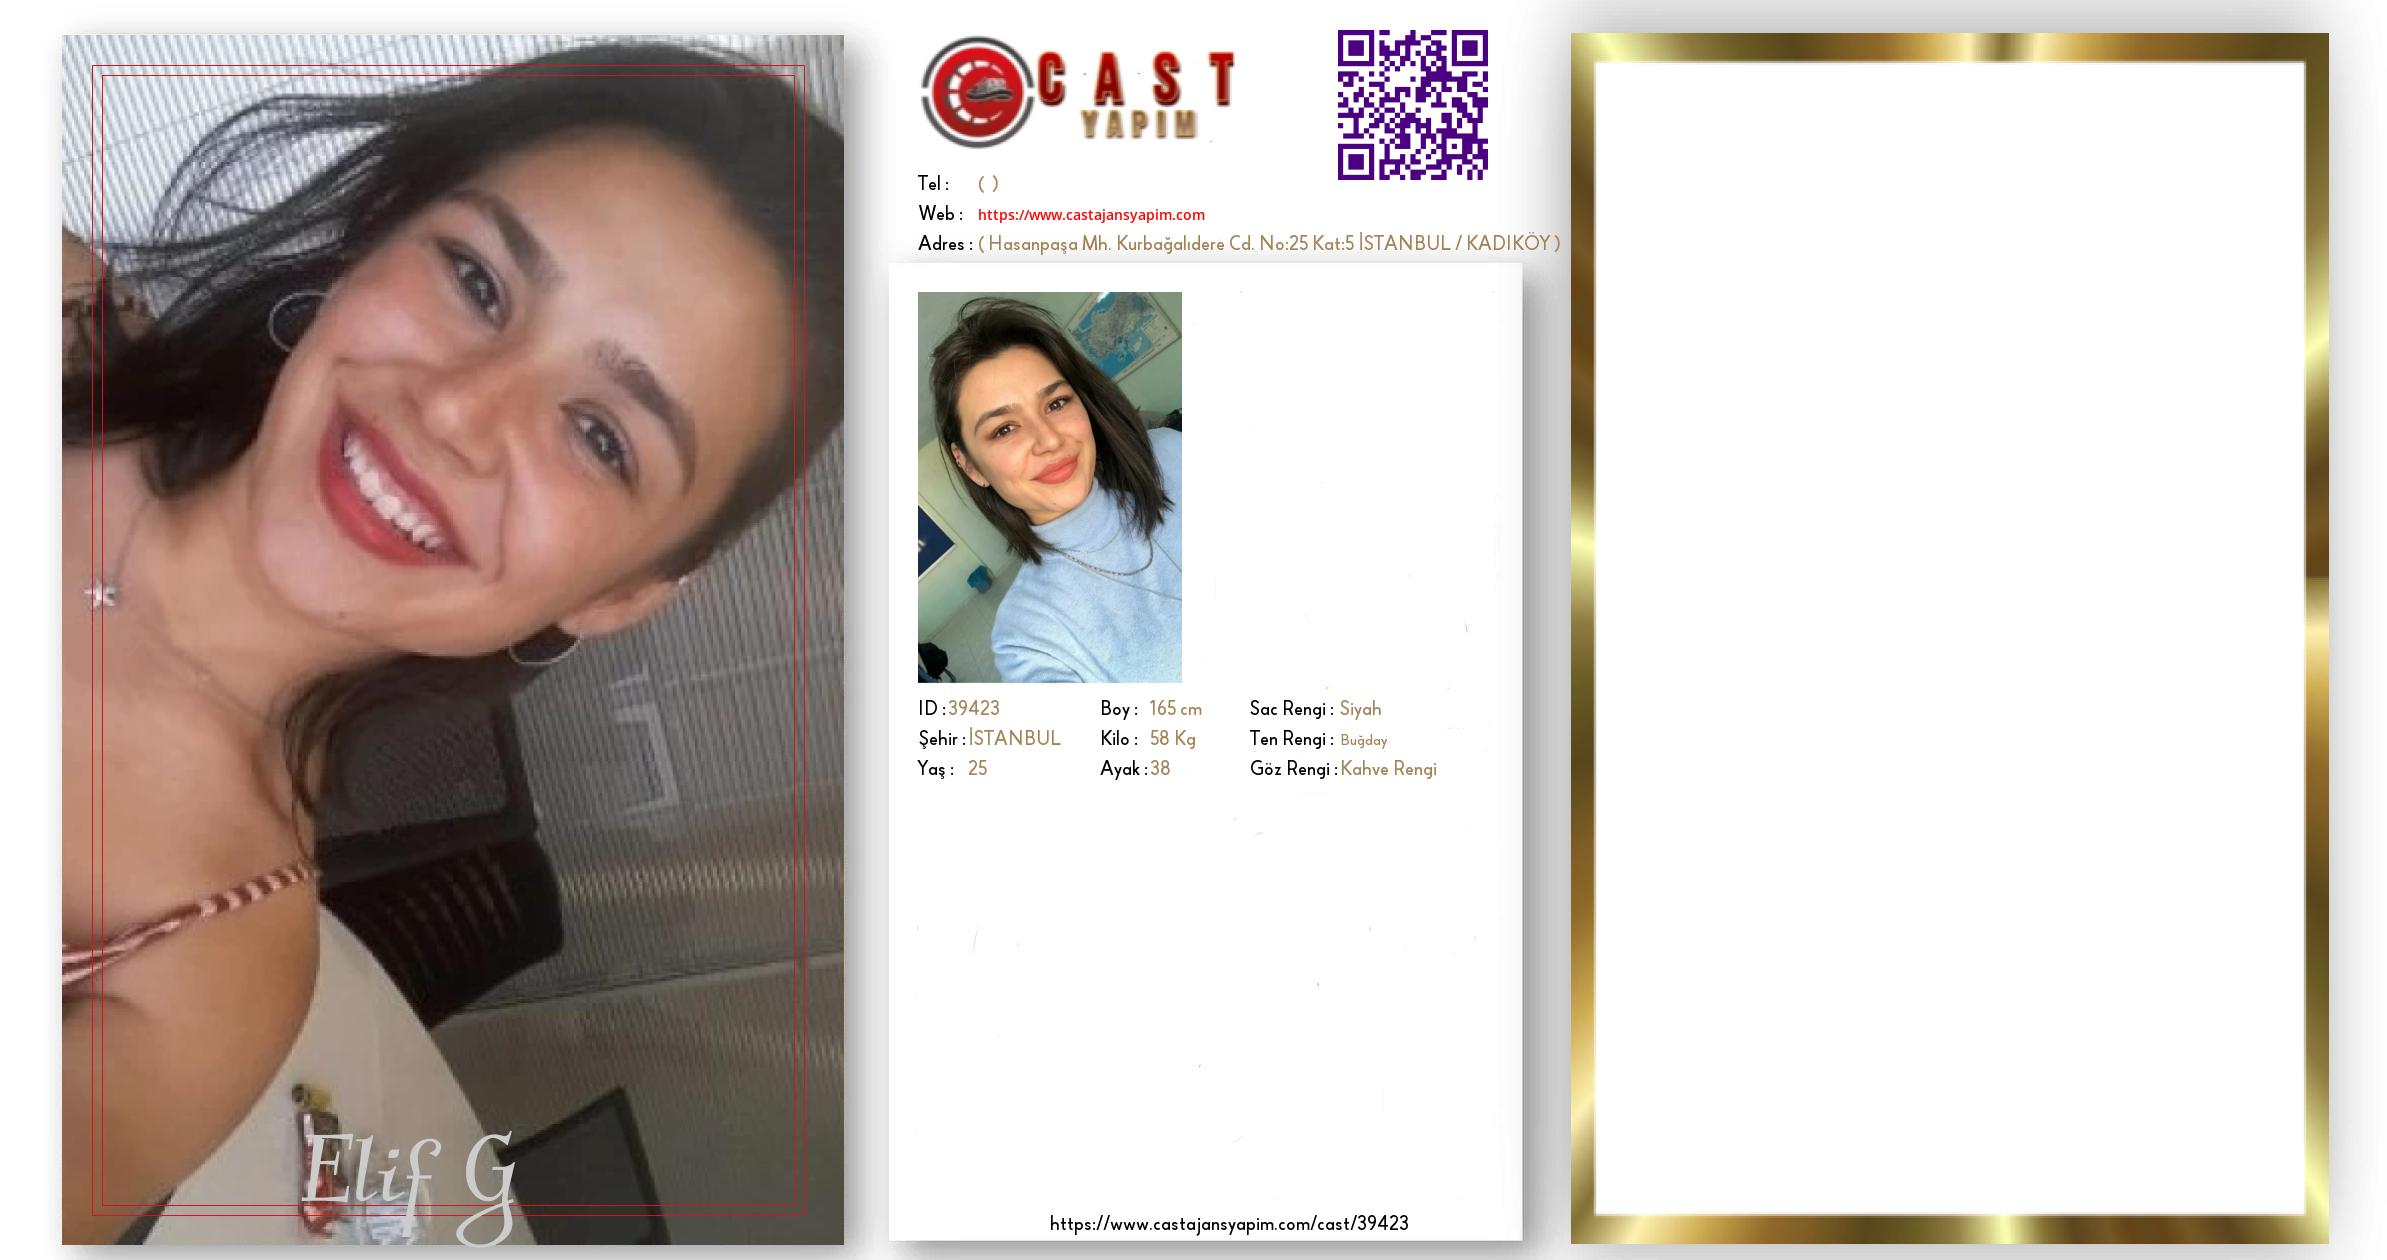 Elif G
CAST
YAPIM
Tel : ( )
Web : https://www.castajansyapim.com
Adres : ( Hasanpaşa Mh. Kurbağalıdere Cd. No:25 Kat:5 İSTANBUL / KADIKÖY )
ID : 39423 Boy : 165 cm Sac Rengi : Siyah
Şehir : İSTANBUL Kilo : 58 Kg Ten Rengi : Buğday
Yaş : 25 Ayak : 38 Göz Rengi : Kahve Rengi
https://www.castajansyapim.com/cast/39423